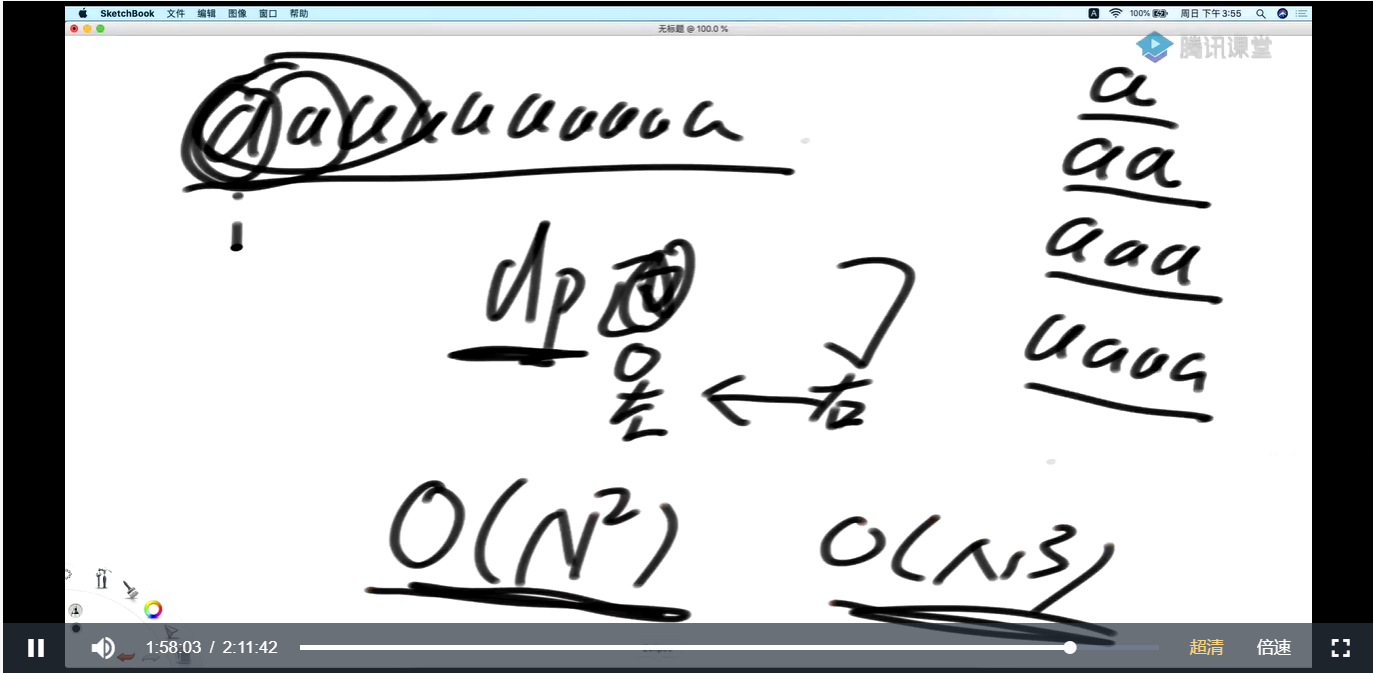 SketchBook 文件 编辑 图像 窗口 帮助 A 100% 周日 下午3:55
无标题 @ 100.0 %
腾讯课堂
aaaaaaaaaa
a
aa
aaa
aaaa
dp
0
左 ← 右
O(N²) O(N³)
1:58:03 / 2:11:42 超清 倍速